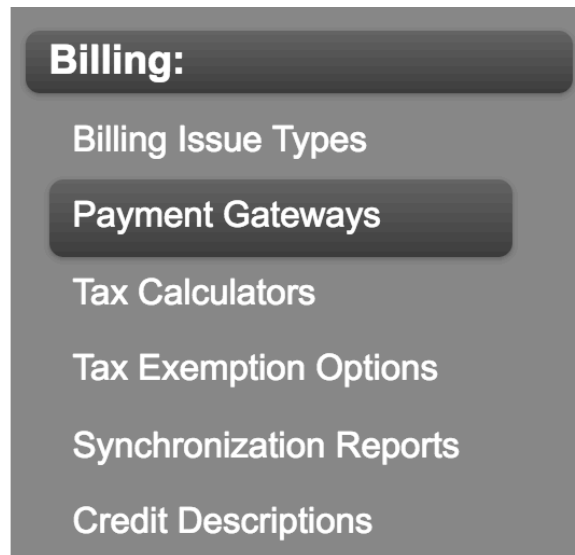 Billing:
Billing Issue Types
Payment Gateways
Tax Calculators
Tax Exemption Options
Synchronization Reports
Credit Descriptions